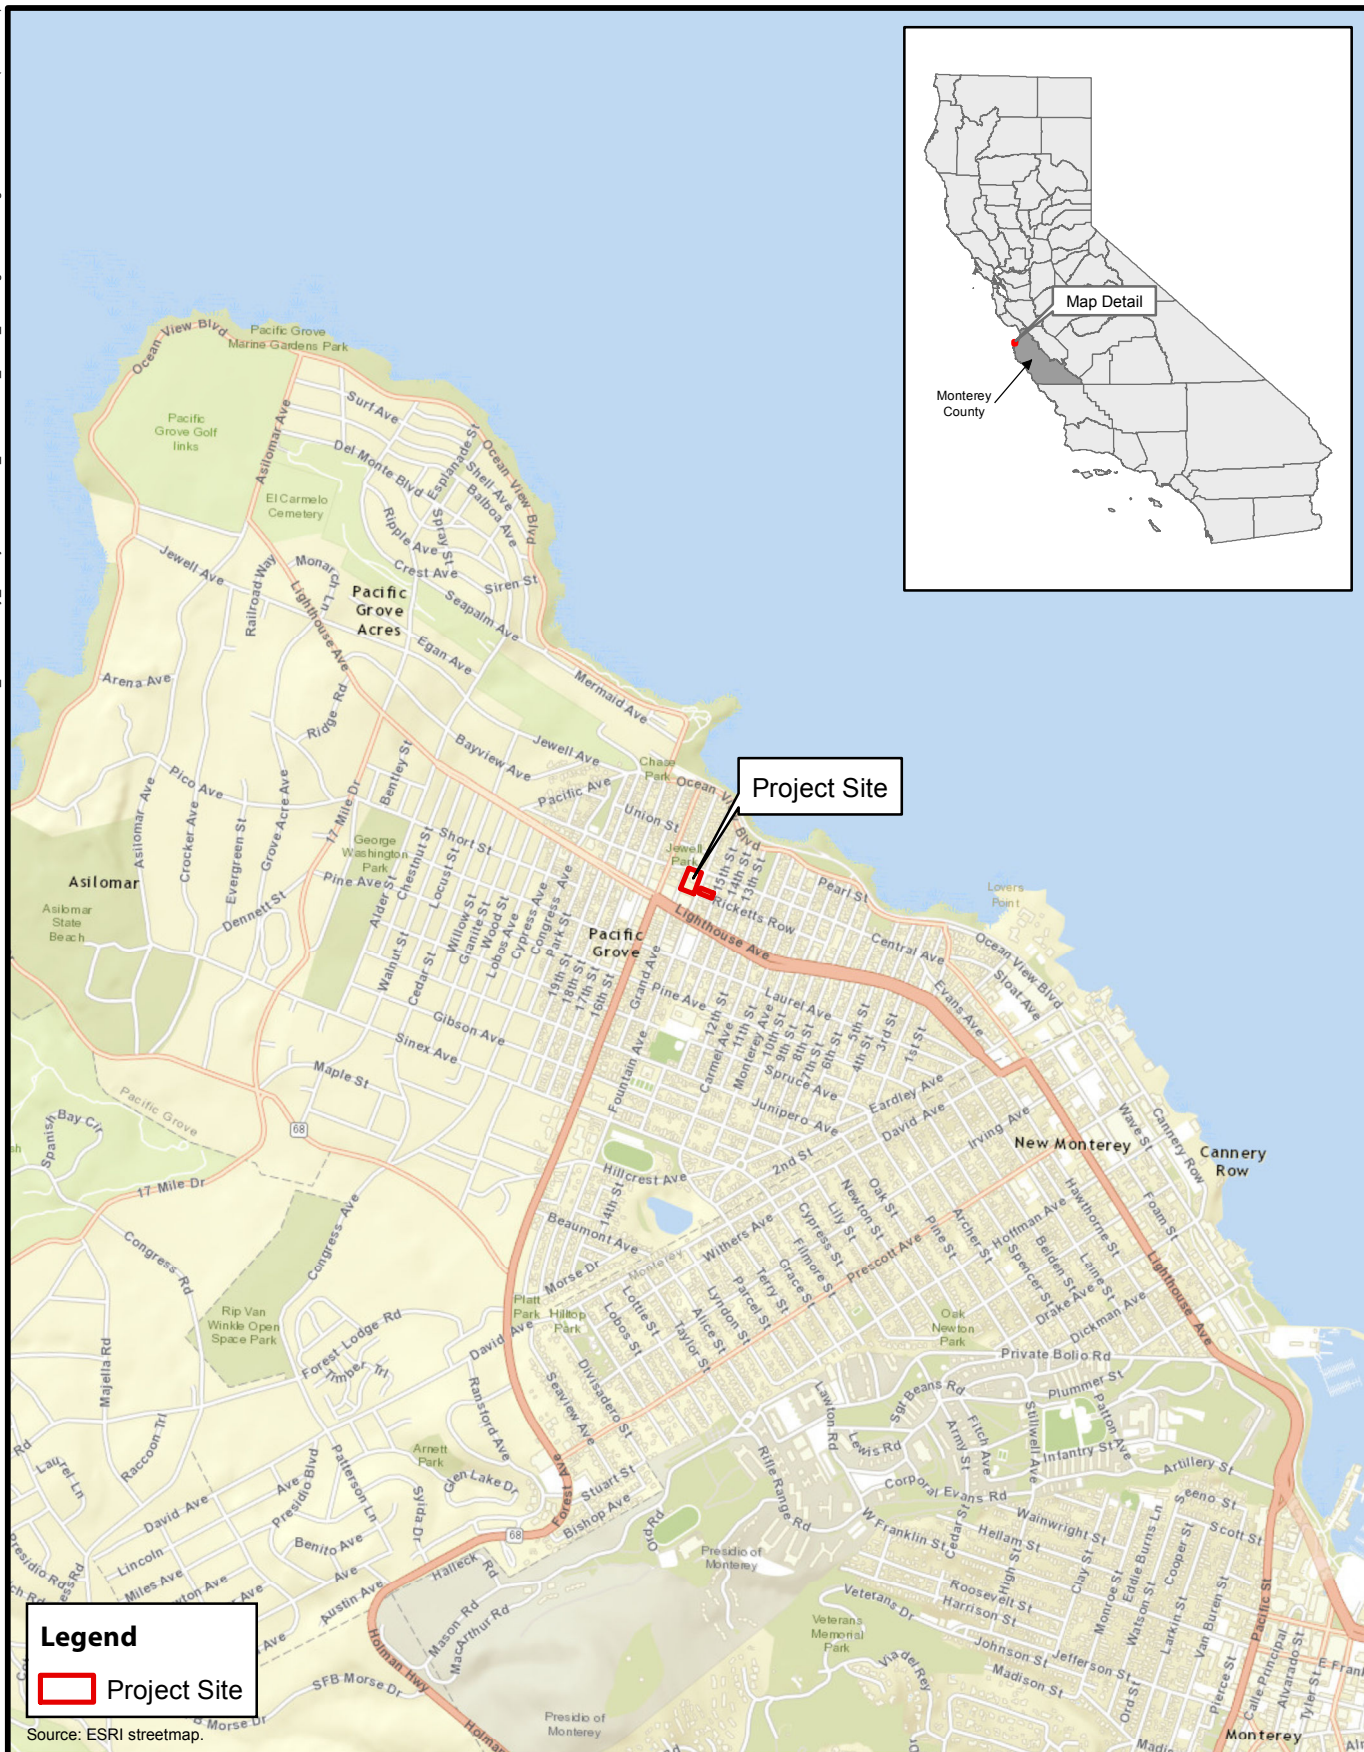 Map Detail
Monterey
County
Ocean View Blvd
Pacific Grove
Marine Gardens Park
Pacific
Grove Golf
links
Asilomar Ave
Surf Ave
Del Monte Blvd
Esplanade St
Shell Ave
Balboa Ave
Ocean View Blvd
El Carmelo
Cemetery
Ripple Ave
Spray St
Crest Ave
Siren St
Seapalm Ave
Jewell Ave
Railroad Way
Monarch Ln
Lighthouse Ave
Pacific
Grove
Acres
Egan Ave
Mermaid Ave
Arena Ave
Ridge Rd
Bayview Ave
Jewell Ave
Chase
Park
Ocean V
Blvd
Project Site
Pico Ave
Bentley St
17 Mile Dr
Pacific Ave
Union St
Jewell
Park
Asilomar Ave
Crocker Ave
Evergreen St
Grove Acre Ave
George
Washington
Park
Short St
Pine Ave
Chestnut St
Alder St
Locust St
15th St
14th St
13th St
Pearl St
Lovers
Point
Asilomar
Asilomar
State
Beach
Dennett St
Walnut St
Cedar St
Willow St
Granite St
Wood St
Lobos Ave
Cypress Ave
Congress Ave
Park St
19th St
18th St
17th St
16th St
Pacific
Grove
Ricketts Row
Lighthouse Ave
Central Ave
Ocean View Blvd
Sloat Ave
Evans Ave
Grand Ave
Pine Ave
Laurel Ave
12th St
11th St
10th St
9th St
8th St
7th St
6th St
5th St
4th St
3rd St
1st St
Carmel Ave
Monterey Ave
Gibson Ave
Sinex Ave
Maple St
Fountain Ave
Spruce Ave
Junipero Ave
Eardley Ave
David Ave
Irving Ave
Wave St
Cannery Row
New Monterey
Cannery
Row
Pacific Grove
68
Spanish Bay Cir
sh
17 Mile Dr
Congress Rd
Congress Ave
Hillcrest Ave
14th St
2nd St
Beaumont Ave
Morse Dr
Monterey
Withers Ave
Cypress St
Filmore St
Grace St
Newton St
Lily St
Oak St
Pine St
Archer St
Prescott Ave
Hoffman Ave
Spencer St
Belden St
Laine St
Hawthorne St
Foam St
Lighthouse Ave
Drake Ave
Dickman Ave
Terry St
Parcel St
Lyndon St
Alice St
Taylor St
Lottie St
Lobos St
Platt
Park
Hilltop
Park
Rip Van
Winkle Open
Space Park
Majella Rd
Forest Lodge Rd
Timber Trl
David Ave
Ransford Ave
Seaview Ave
Divisadero St
Oak
Newton
Park
Private Bolio Rd
Plummer St
Sgt Beans Rd
Lawton Rd
Lewis Rd
Army St
Fitch Ave
Stillwell Ave
Patton Ave
Infantry St
Artillery St
Corporal Evans Rd
Raccoon Trl
Rd
Laurel Ln
David Ave
Ave
Presidio Blvd
Patterson Ln
Arnett
Park
Glen Lake Dr
Sylda Dr
Stuart St
Bishop Ave
Forest Ave
68
Ord Rd
Rifle Range Rd
W Franklin St
Cedar St
Hellam St
High St
Wainwright St
Clay St
Seeno St
Scott St
Eddie Burns Ln
Cooper St
Presidio Rd
Lincoln
Miles Ave
Benito Ave
Ave
Austin Ave
Halleck
Rd
Mason Rd
MacArthur Rd
Presidio of
Monterey
Veterans Dr
Veterans
Memorial
Park
Roosevelt St
Harrison St
Johnson St
Jefferson St
Madison St
Monroe St
Watson St
Larkin St
Van Buren St
Pacific St
Ord St
Pierce St
Calle Principal
Alvarado St
Tyler St
E Frank
Via del Rey
Holman Hwy
SFB Morse Dr
B Morse Dr
Presidio of
Monterey
Holman
Monterey
Madis
Legend
Project Site
Source: ESRI streetmap.